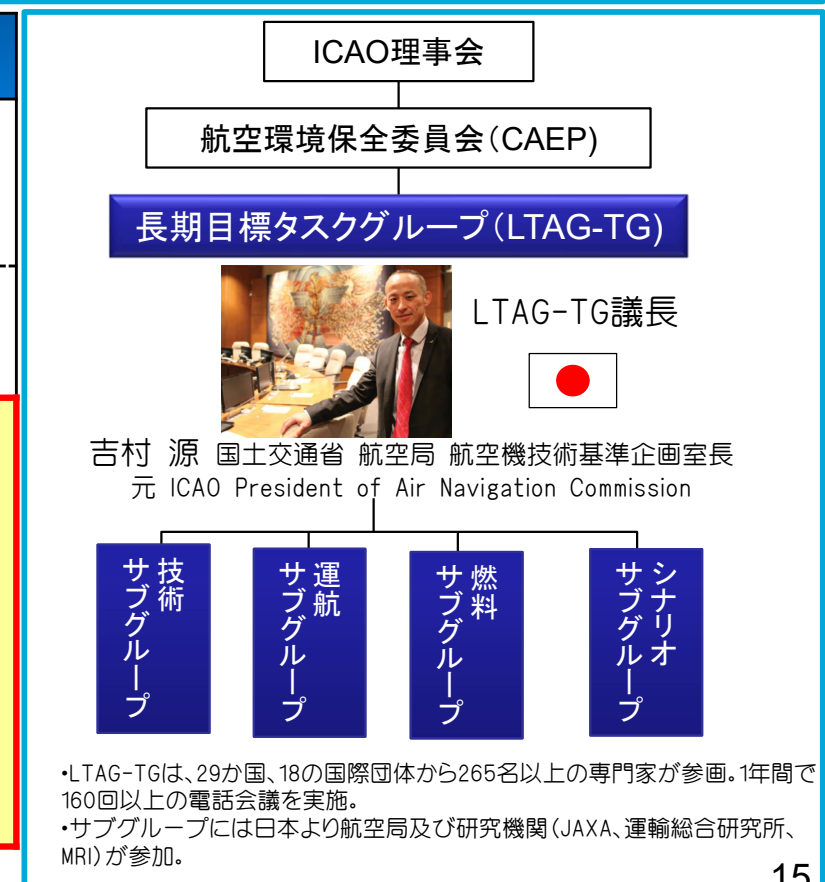 ICAO理事会
航空環境保全委員会(CAEP)
長期目標タスクグループ(LTAG-TG)
LTAG-TG議長
吉村 源 国土交通省 航空局 航空機技術基準企画室長
元 ICAO President of Air Navigation Commission
技術
サブグループ
運航
サブグループ
燃料
サブグループ
シナリオ
サブグループ
•LTAG-TGは、29か国、18の国際団体から265名以上の専門家が参画。1年間で
160回以上の電話会議を実施。
•サブグループには日本より航空局及び研究機関(JAXA、運輸総合研究所、
MRI)が参加。
15